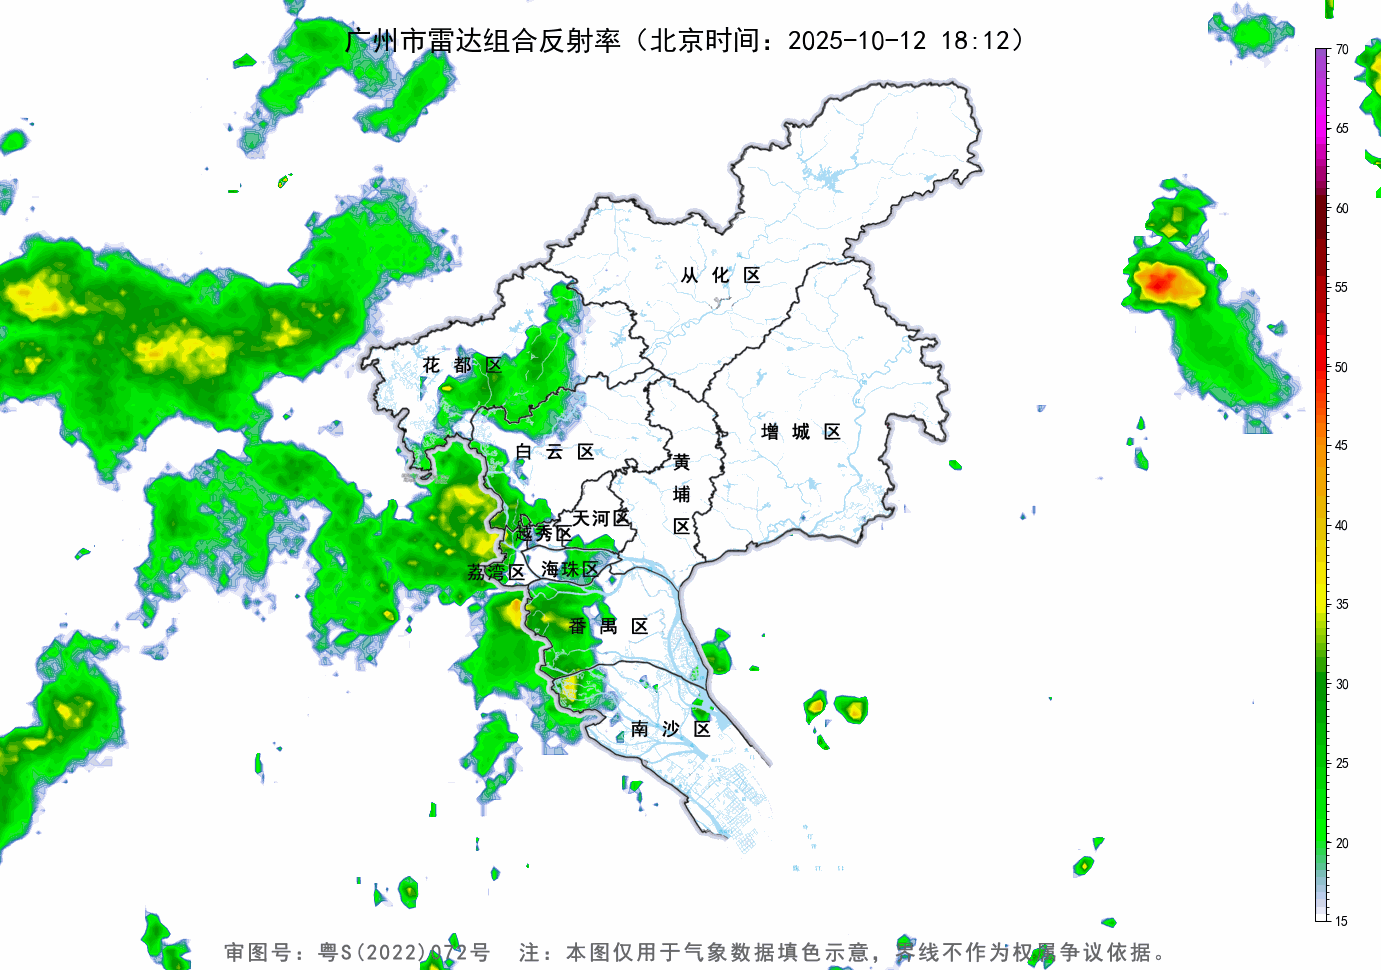 广州市雷达组合反射率（北京时间：2025-10-12 18:12）
70
65
60
55
50
45
40
35
30
25
20
15
从化区
花都区
增城区
白云区
黄埔区
天河区
越秀区
海珠区
荔湾区
番禺区
南沙区
审图号：粤S(2022)072号 注：本图仅用于气象数据填色示意，界线不作为权属争议依据。